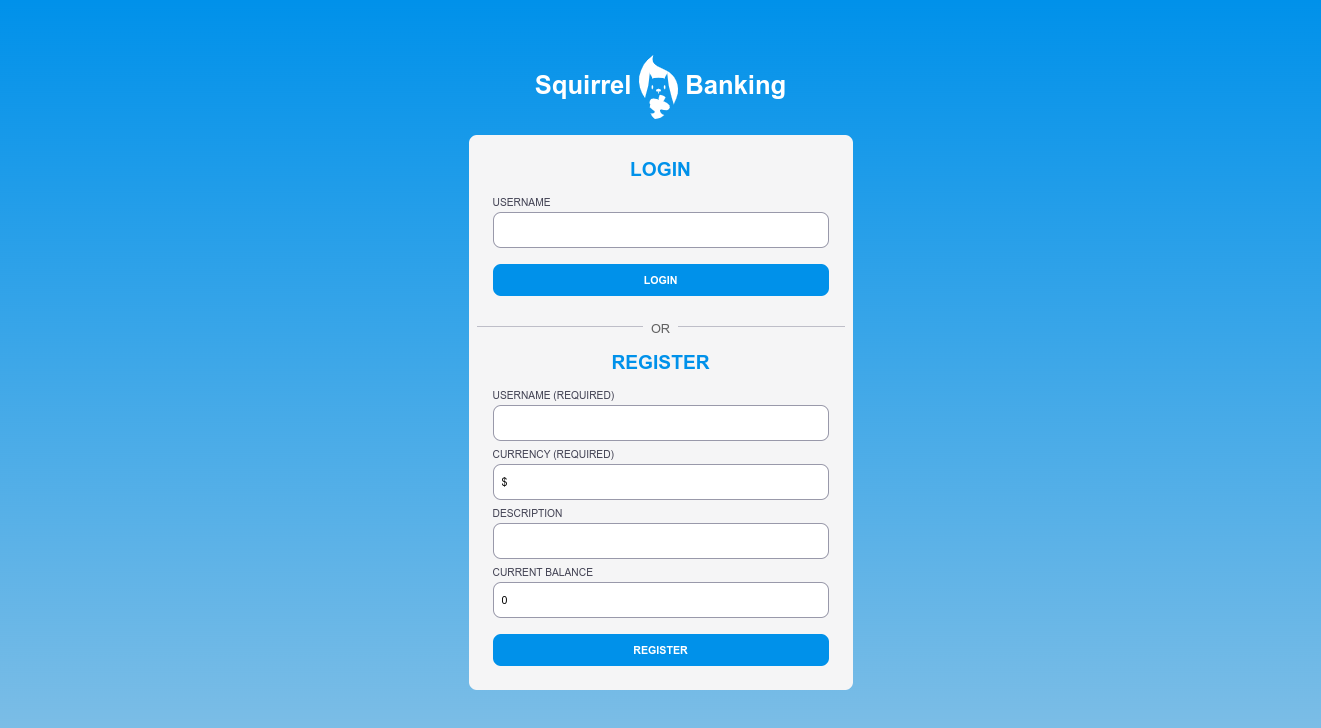 Squirrel Banking
LOGIN
USERNAME
LOGIN
OR
REGISTER
USERNAME (REQUIRED)
CURRENCY (REQUIRED)
$
DESCRIPTION
CURRENT BALANCE
0
REGISTER